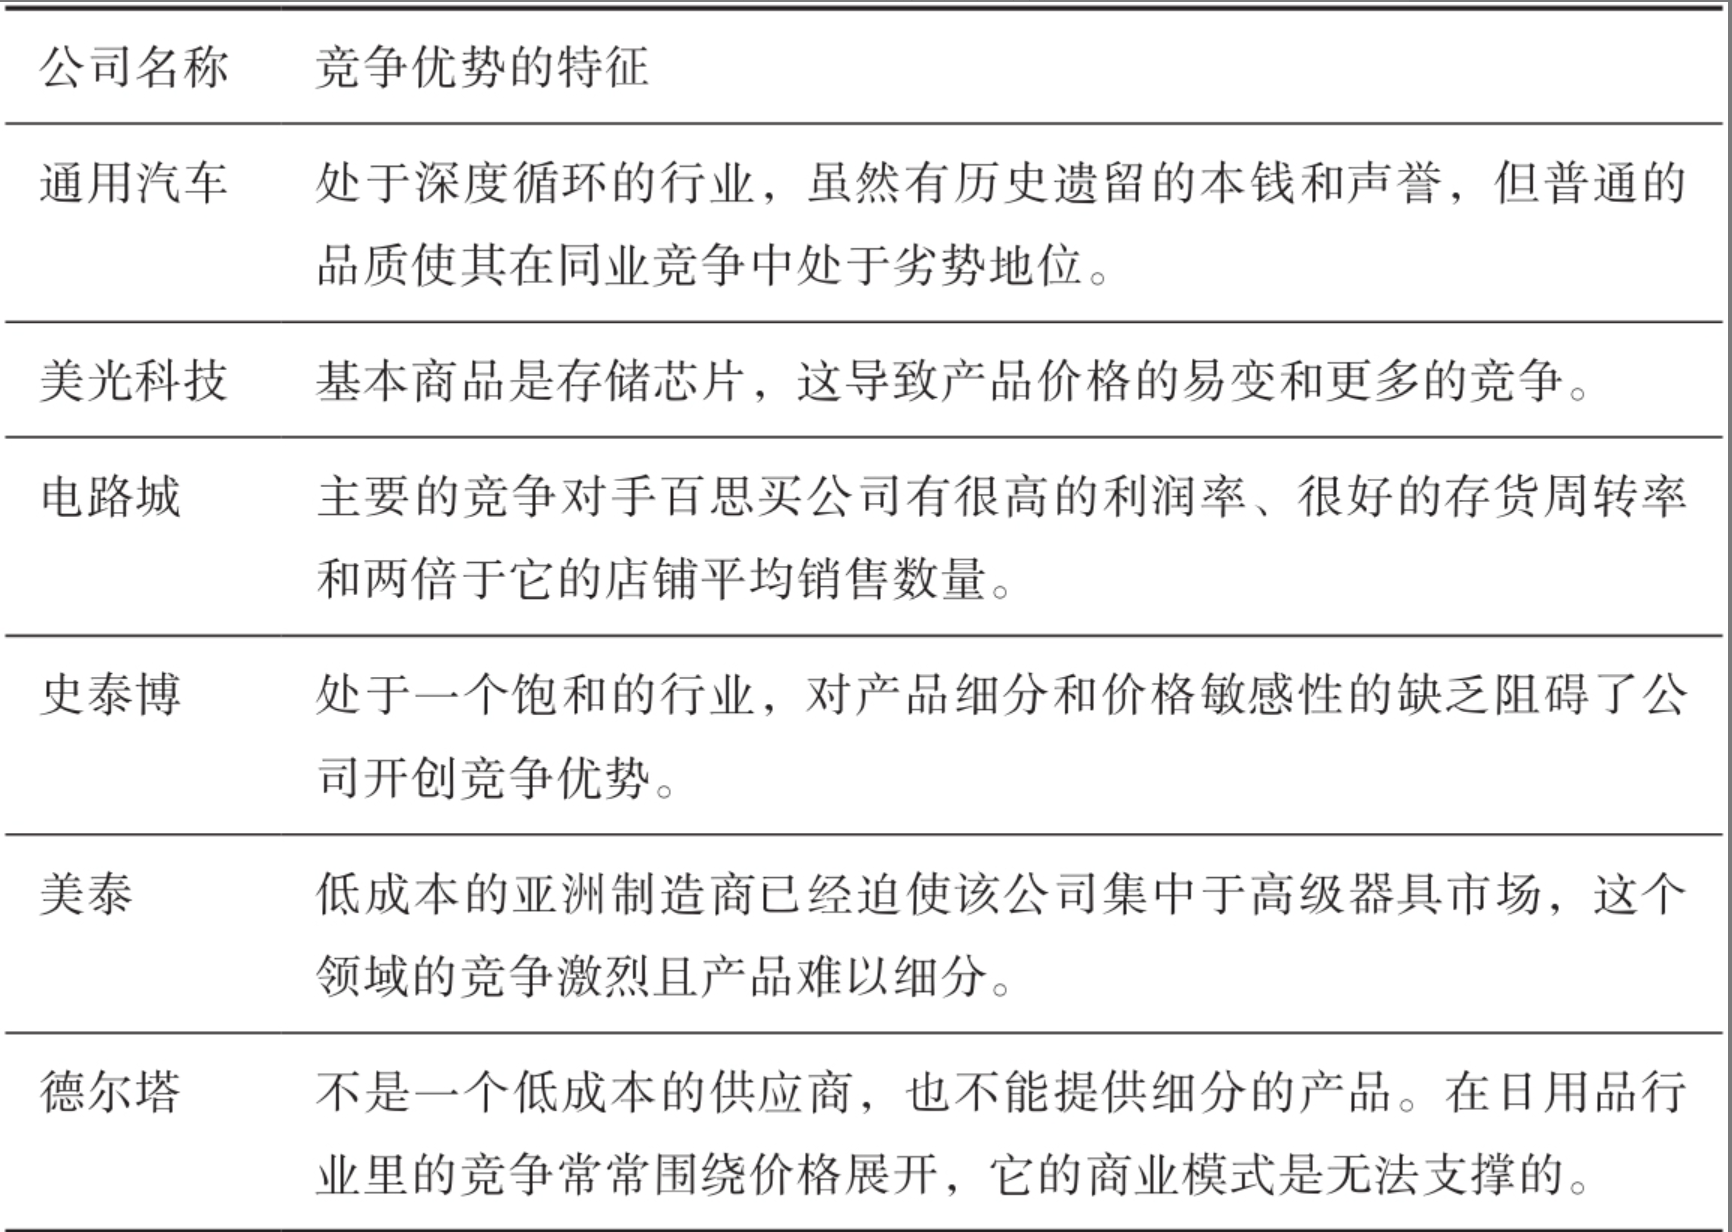 公司名称 竞争优势的特征
通用汽车 处于深度循环的行业，虽然有历史遗留的本钱和声誉，但普通的
品质使其在同业竞争中处于劣势地位。
美光科技 基本商品是存储芯片，这导致产品价格的易变和更多的竞争。
电路城 主要的竞争对手百思买公司有很高的利润率、很好的存货周转率
和两倍于它的店铺平均销售数量。
史泰博 处于一个饱和的行业，对产品细分和价格敏感性的缺乏阻碍了公
司开创竞争优势。
美泰 低成本的亚洲制造商已经迫使该公司集中于高级器具市场，这个
领域的竞争激烈且产品难以细分。
德尔塔 不是一个低成本的供应商，也不能提供细分的产品。在日用品行
业里的竞争常常围绕价格展开，它的商业模式是无法支撑的。